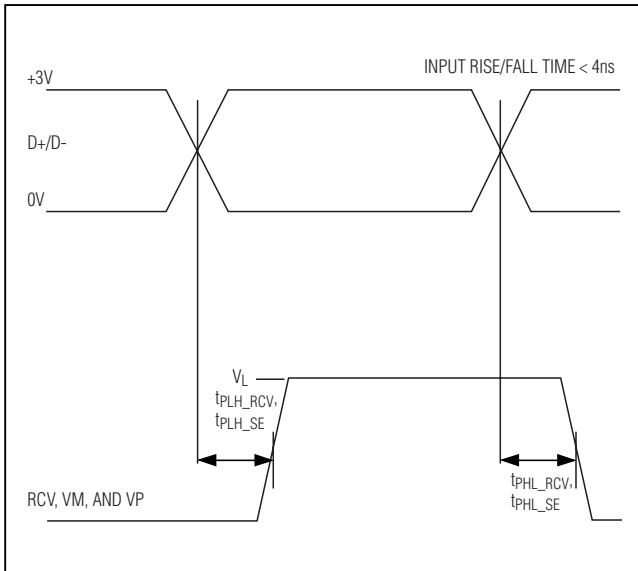 +3V
INPUT RISE/FALL TIME < 4ns
D+/D-
0V
VL
tPLH_RCV,
tPLH_SE
RCV, VM, AND VP
tPHL_RCV,
tPHL_SE